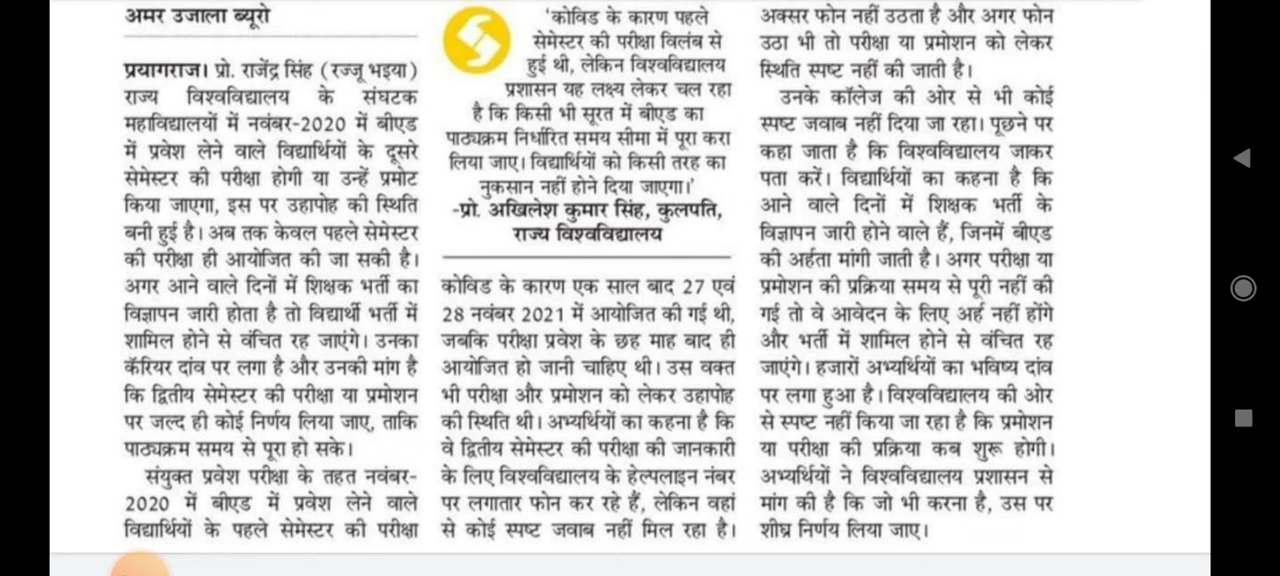 अमर उजाला ब्यूरो
प्रयागराज। प्रो. राजेंद्र सिंह (रज्जू भइया)
राज्य विश्वविद्यालय के संघटक
महाविद्यालयों में नवंबर-2020 में बीएड
में प्रवेश लेने वाले विद्यार्थियों के दूसरे
सेमेस्टर की परीक्षा होगी या उन्हें प्रमोट
किया जाएगा, इस पर उहापोह की स्थिति
बनी हुई है। अब तक केवल पहले सेमेस्टर
की परीक्षा ही आयोजित की जा सकी है।
अगर आने वाले दिनों में शिक्षक भर्ती का
विज्ञापन जारी होता है तो विद्यार्थी भर्ती में
शामिल होने से वंचित रह जाएंगे। उनका
कॅरियर दांव पर लगा है और उनकी मांग है
कि द्वितीय सेमेस्टर की परीक्षा या प्रमोशन
पर जल्द ही कोई निर्णय लिया जाए, ताकि
पाठ्यक्रम समय से पूरा हो सके।
संयुक्त प्रवेश परीक्षा के तहत नवंबर-
2020 में बीएड में प्रवेश लेने वाले
विद्यार्थियों के पहले सेमेस्टर की परीक्षा
'कोविड के कारण पहले
सेमेस्टर की परीक्षा विलंब से
हुई थी, लेकिन विश्वविद्यालय
प्रशासन यह लक्ष्य लेकर चल रहा
है कि किसी भी सूरत में बीएड का
पाठ्यक्रम निर्धारित समय सीमा में पूरा करा
लिया जाए। विद्यार्थियों को किसी तरह का
नुकसान नहीं होने दिया जाएगा।'
-प्रो. अखिलेश कुमार सिंह, कुलपति,
राज्य विश्वविद्यालय
कोविड के कारण एक साल बाद 27 एवं
28 नवंबर 2021 में आयोजित की गई थी,
जबकि परीक्षा प्रवेश के छह माह बाद ही
आयोजित हो जानी चाहिए थी। उस वक्त
भी परीक्षा और प्रमोशन को लेकर उहापोह
की स्थिति थी। अभ्यर्थियों का कहना है कि
वे द्वितीय सेमेस्टर की परीक्षा की जानकारी
के लिए विश्वविद्यालय के हेल्पलाइन नंबर
पर लगातार फोन कर रहे हैं, लेकिन वहां
से कोई स्पष्ट जवाब नहीं मिल रहा है।
अक्सर फोन नहीं उठता है और अगर फोन
उठा भी तो परीक्षा या प्रमोशन को लेकर
स्थिति स्पष्ट नहीं की जाती है।
उनके कॉलेज की ओर से भी कोई
स्पष्ट जवाब नहीं दिया जा रहा। पूछने पर
कहा जाता है कि विश्वविद्यालय जाकर
पता करें। विद्यार्थियों का कहना है कि
आने वाले दिनों में शिक्षक भर्ती के
विज्ञापन जारी होने वाले हैं, जिनमें बीएड
की अर्हता मांगी जाती है। अगर परीक्षा या
प्रमोशन की प्रक्रिया समय से पूरी नहीं की
गई तो वे आवेदन के लिए अर्ह नहीं होंगे
और भर्ती में शामिल होने से वंचित रह
जाएंगे। हजारों अभ्यर्थियों का भविष्य दांव
पर लगा हुआ है। विश्वविद्यालय की ओर
से स्पष्ट नहीं किया जा रहा है कि प्रमोशन
या परीक्षा की प्रक्रिया कब शुरू होगी।
अभ्यर्थियों ने विश्वविद्यालय प्रशासन से
मांग की है कि जो भी करना है, उस पर
शीघ्र निर्णय लिया जाए।